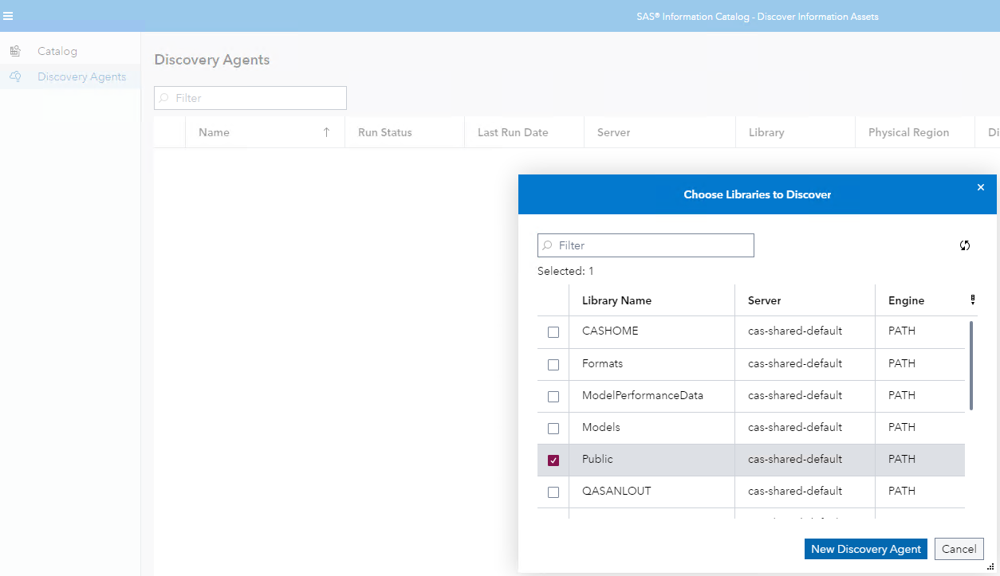 SAS® Information Catalog - Discover Information Assets
Catalog
Discovery Agents
Discovery Agents
Filter
Name Run Status Last Run Date Server Library Physical Region Di
Choose Libraries to Discover
Filter
Selected: 1
Library Name Server Engine
CASHOME cas-shared-default PATH
Formats cas-shared-default PATH
ModelPerformanceData cas-shared-default PATH
Models cas-shared-default PATH
Public cas-shared-default PATH
QASANLOUT cas-shared-default PATH
New Discovery Agent Cancel